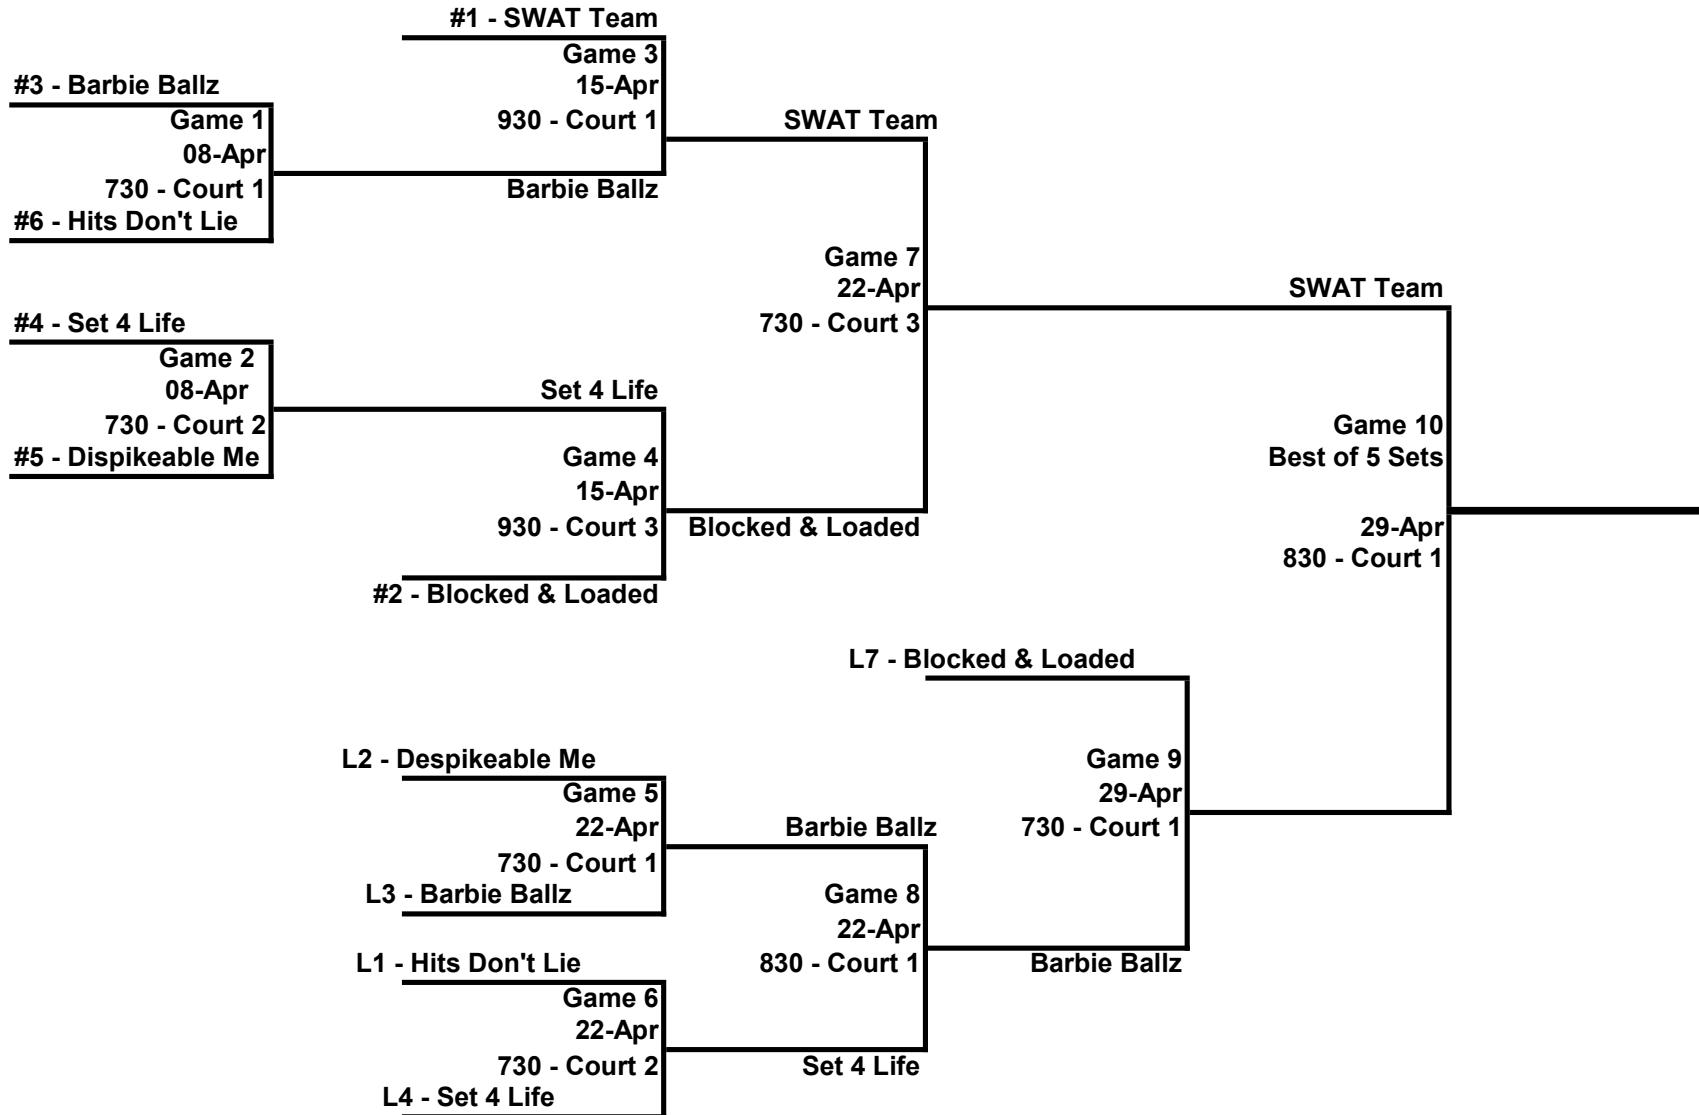 #1 - SWAT Team
Game 3
15-Apr
930 - Court 1
#3 - Barbie Ballz
Game 1
08-Apr
730 - Court 1
#6 - Hits Don't Lie
Barbie Ballz
SWAT Team
Game 7
22-Apr
730 - Court 3
SWAT Team
#4 - Set 4 Life
Game 2
08-Apr
730 - Court 2
#5 - Dispikeable Me
Set 4 Life
Game 4
15-Apr
930 - Court 3
#2 - Blocked & Loaded
Blocked & Loaded
Game 10
Best of 5 Sets
29-Apr
830 - Court 1
L7 - Blocked & Loaded
L2 - Despikeable Me
Game 5
22-Apr
730 - Court 1
L3 - Barbie Ballz
Barbie Ballz
Game 9
29-Apr
730 - Court 1
Game 8
22-Apr
830 - Court 1
Barbie Ballz
L1 - Hits Don't Lie
Game 6
22-Apr
730 - Court 2
L4 - Set 4 Life
Set 4 Life